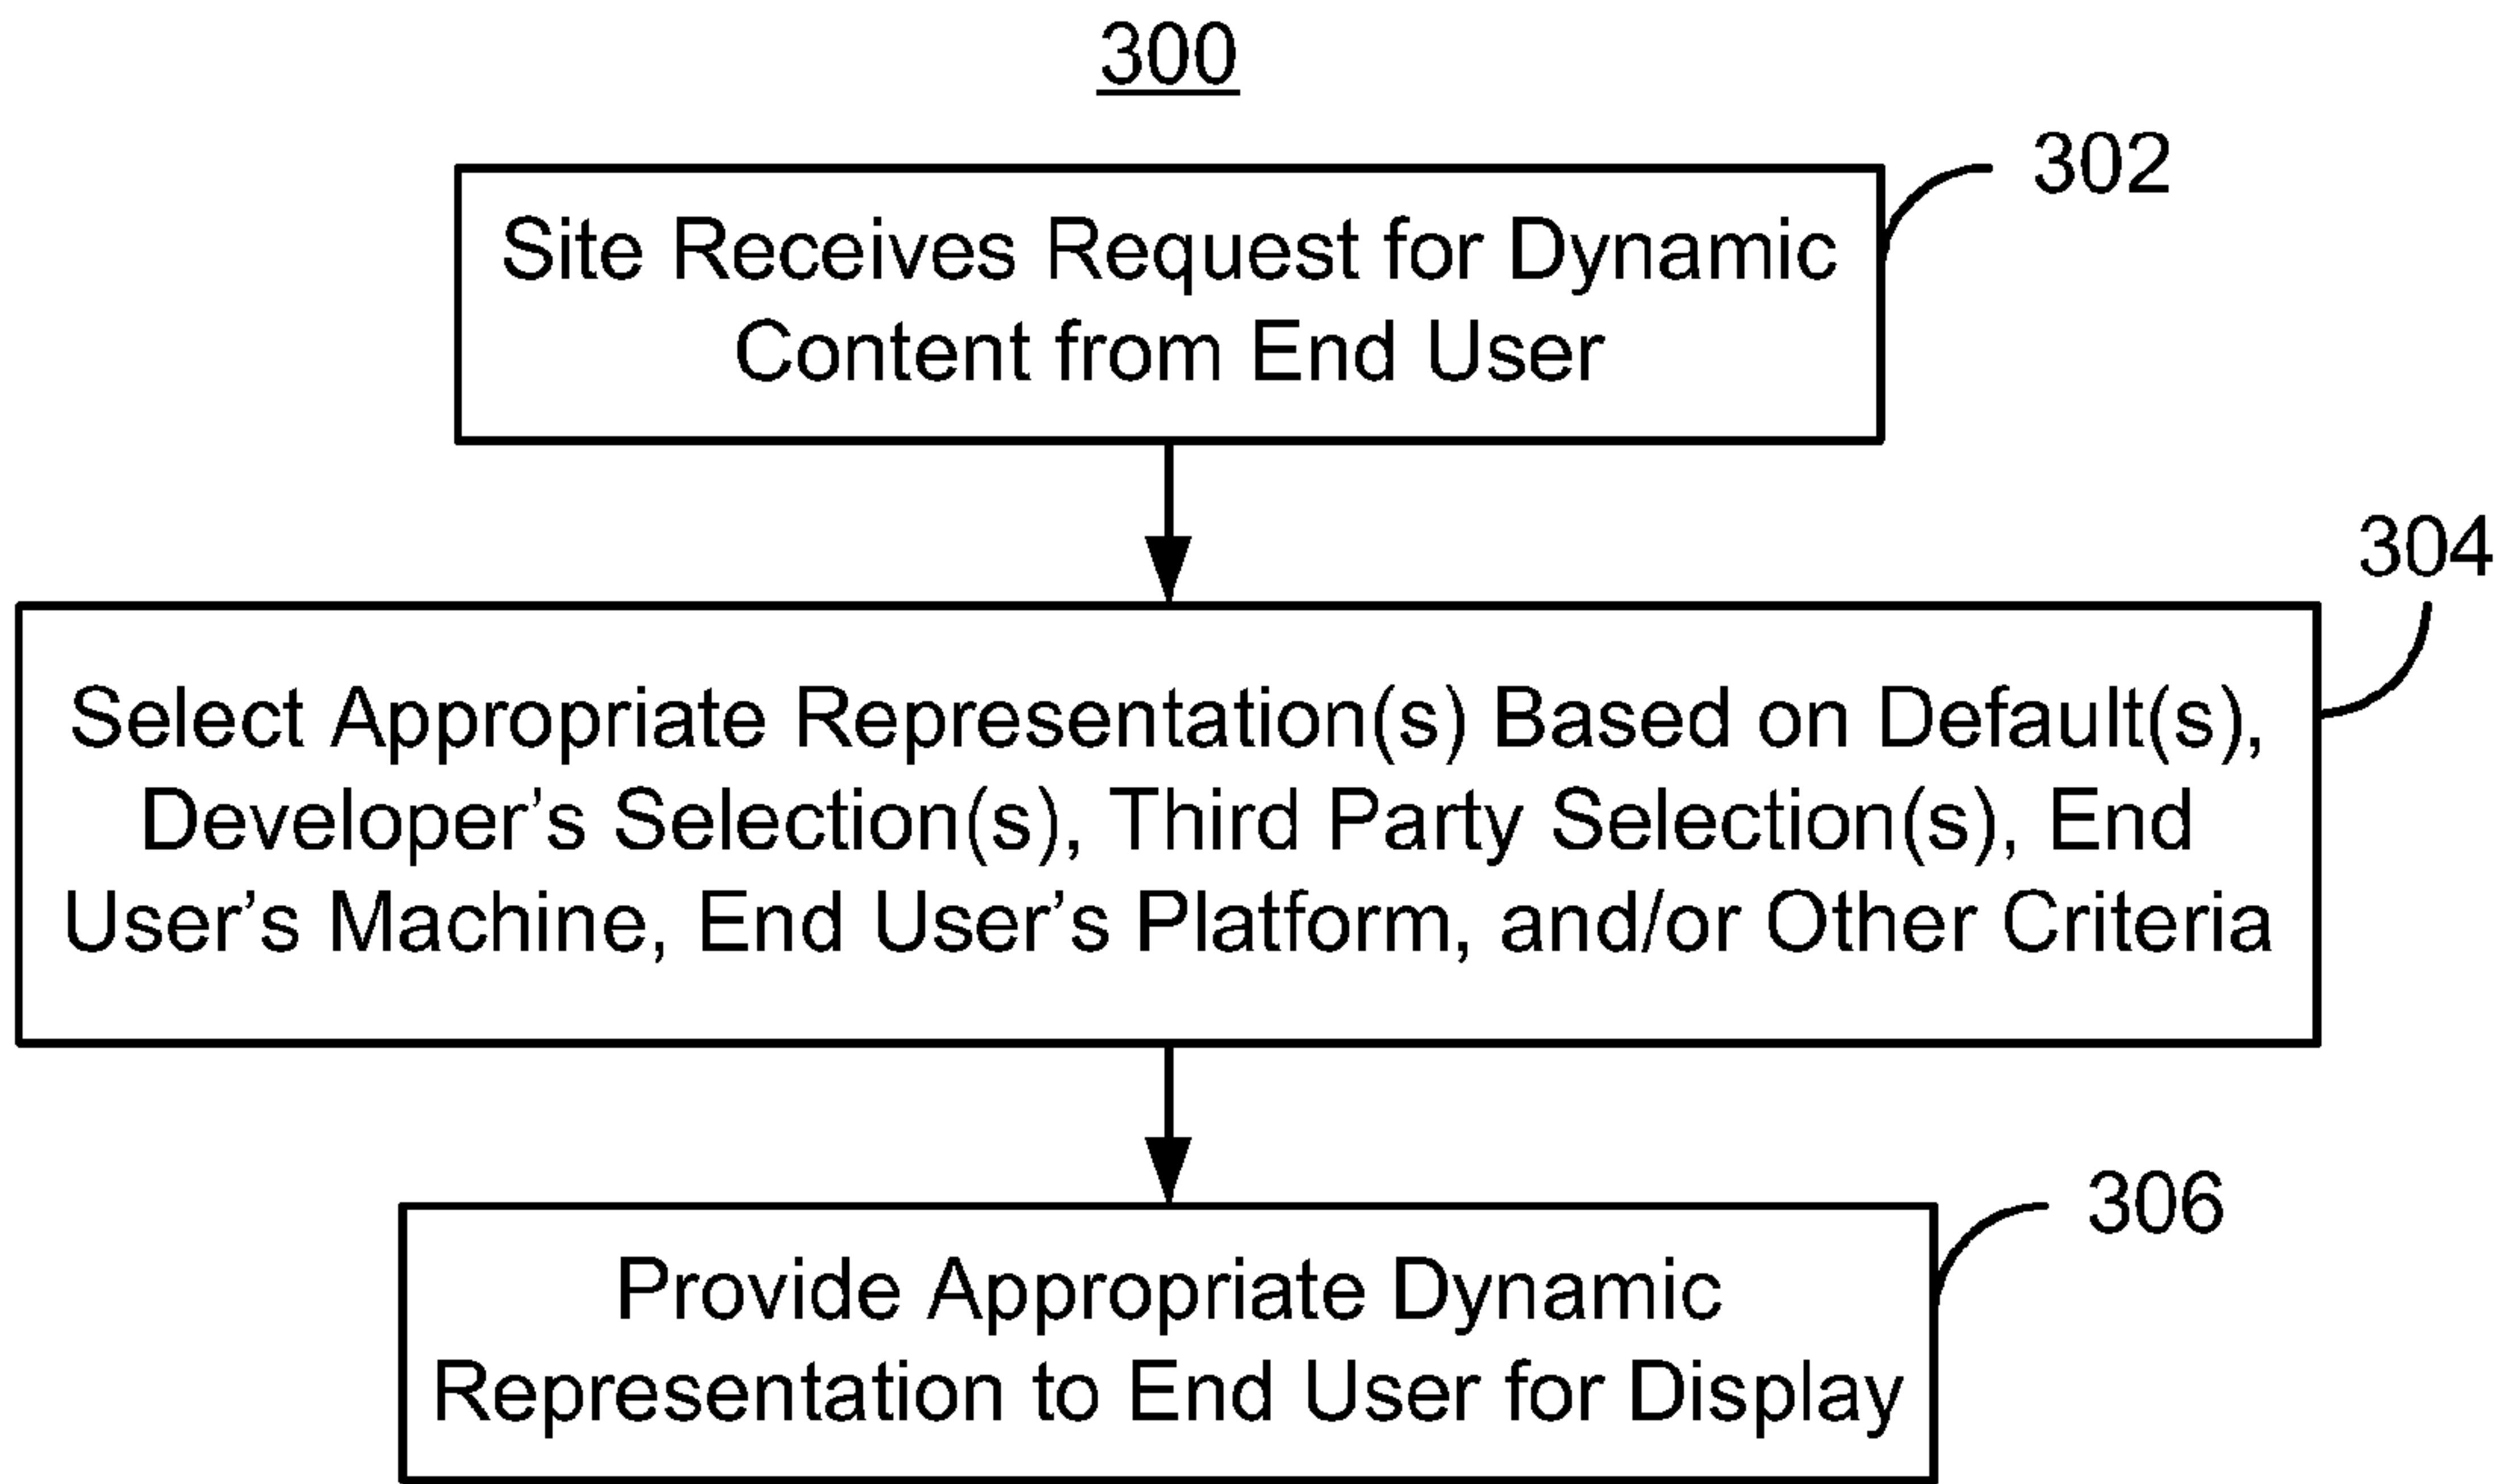 300
302
Site Receives Request for Dynamic
Content from End User
304
Select Appropriate Representation(s) Based on Default(s),
Developer’s Selection(s), Third Party Selection(s), End
User’s Machine, End User’s Platform, and/or Other Criteria
306
Provide Appropriate Dynamic
Representation to End User for Display